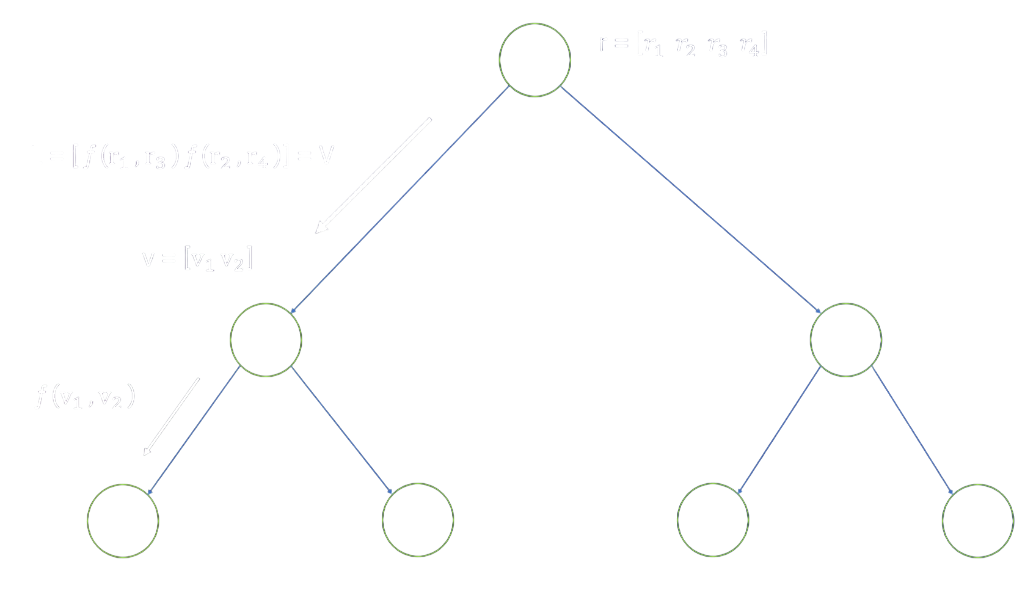 r = [r₁ r₂ r₃ r₄]
l = [f(r₁,r₃) f(r₂,r₄)] = V
v = [v₁ v₂]
f(v₁,v₂)